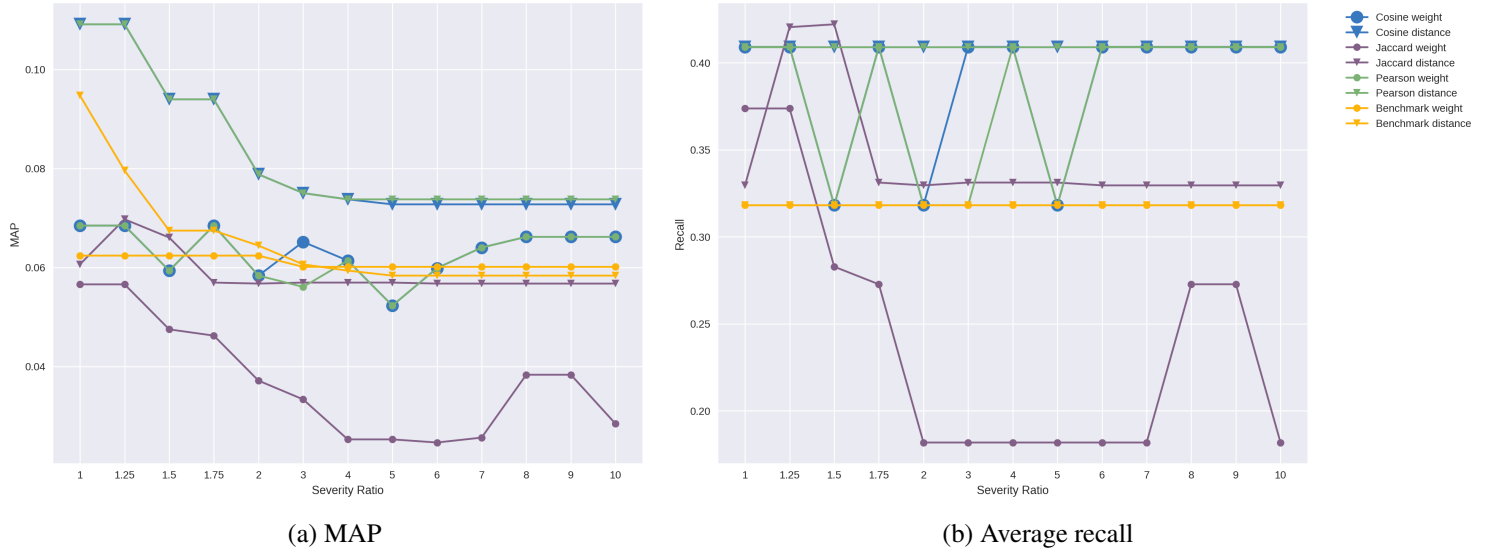 0.10
0.08
0.06
0.04
MAP
1 1.25 1.5 1.75 2 3 4 5 6 7 8 9 10
Severity Ratio
(a) MAP
0.40
0.35
0.30
0.25
0.20
Recall
1 1.25 1.5 1.75 2 3 4 5 6 7 8 9 10
Severity Ratio
(b) Average recall
Cosine weight
Cosine distance
Jaccard weight
Jaccard distance
Pearson weight
Pearson distance
Benchmark weight
Benchmark distance